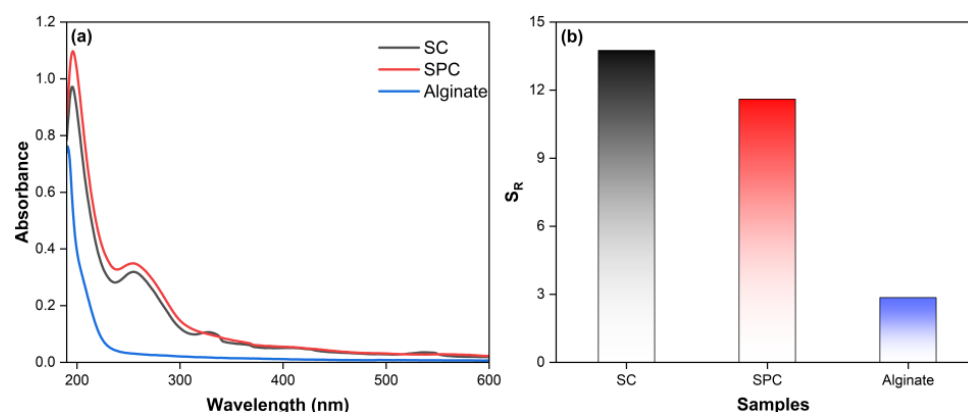 (a)
SC
SPC
Alginate
1.2
1.0
0.8
0.6
0.4
0.2
0.0
Absorbance
200 300 400 500 600
Wavelength (nm)
(b)
15
12
9
6
3
0
S_R
SC SPC Alginate
Samples